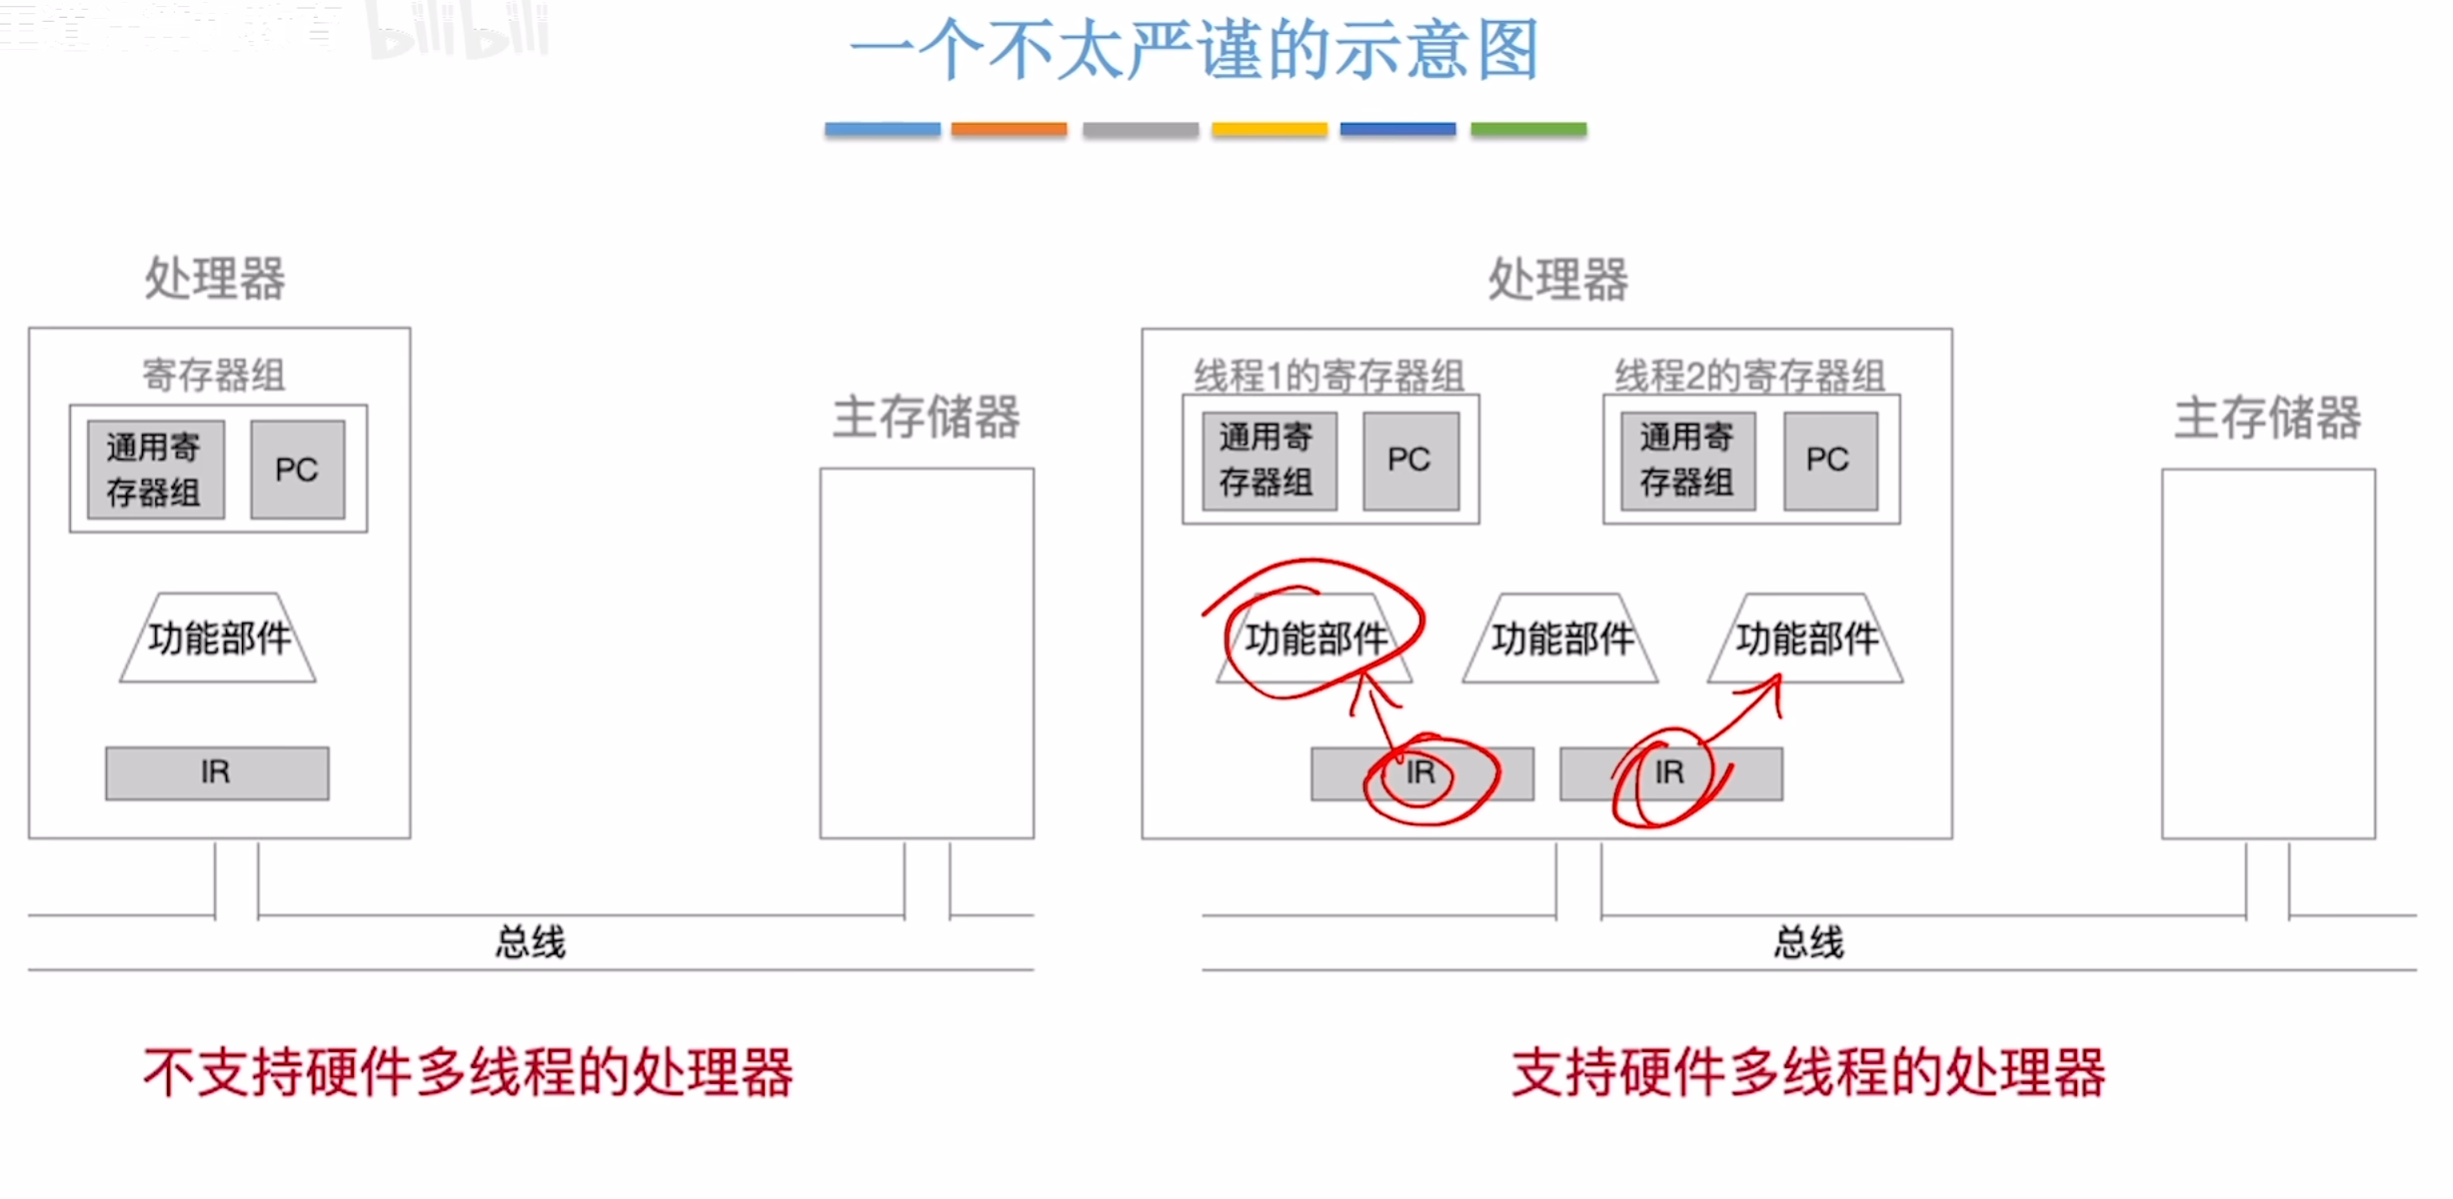 bilibili
一个不太严谨的示意图
处理器
寄存器组
通用寄
存器组
PC
功能部件
IR
主存储器
总线
不支持硬件多线程的处理器
处理器
线程1的寄存器组
通用寄
存器组
PC
线程2的寄存器组
通用寄
存器组
PC
功能部件
功能部件
功能部件
IR
IR
主存储器
总线
支持硬件多线程的处理器